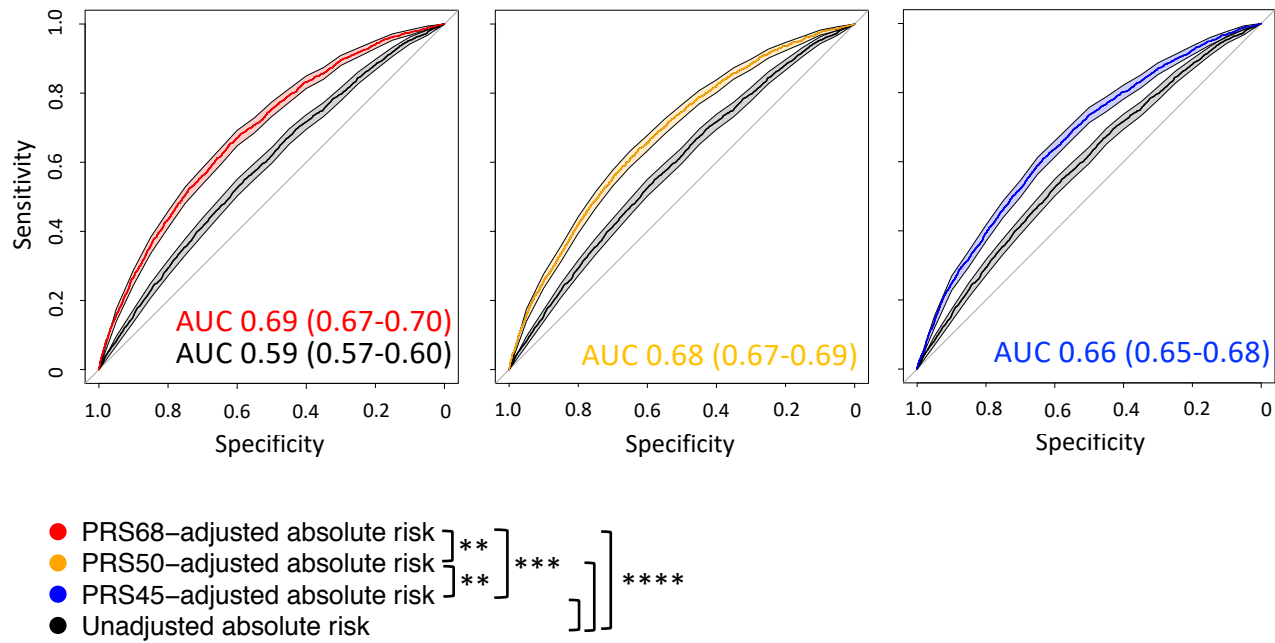 Sensitivity
1.0
0.8
0.6
0.4
0.2
0
AUC 0.69 (0.67-0.70)
AUC 0.59 (0.57-0.60)
1.0 0.8 0.6 0.4 0.2 0
Specificity
AUC 0.68 (0.67-0.69)
1.0 0.8 0.6 0.4 0.2 0
Specificity
AUC 0.66 (0.65-0.68)
1.0 0.8 0.6 0.4 0.2 0
Specificity
PRS68-adjusted absolute risk
PRS50-adjusted absolute risk
PRS45-adjusted absolute risk
Unadjusted absolute risk
**
**
***
****